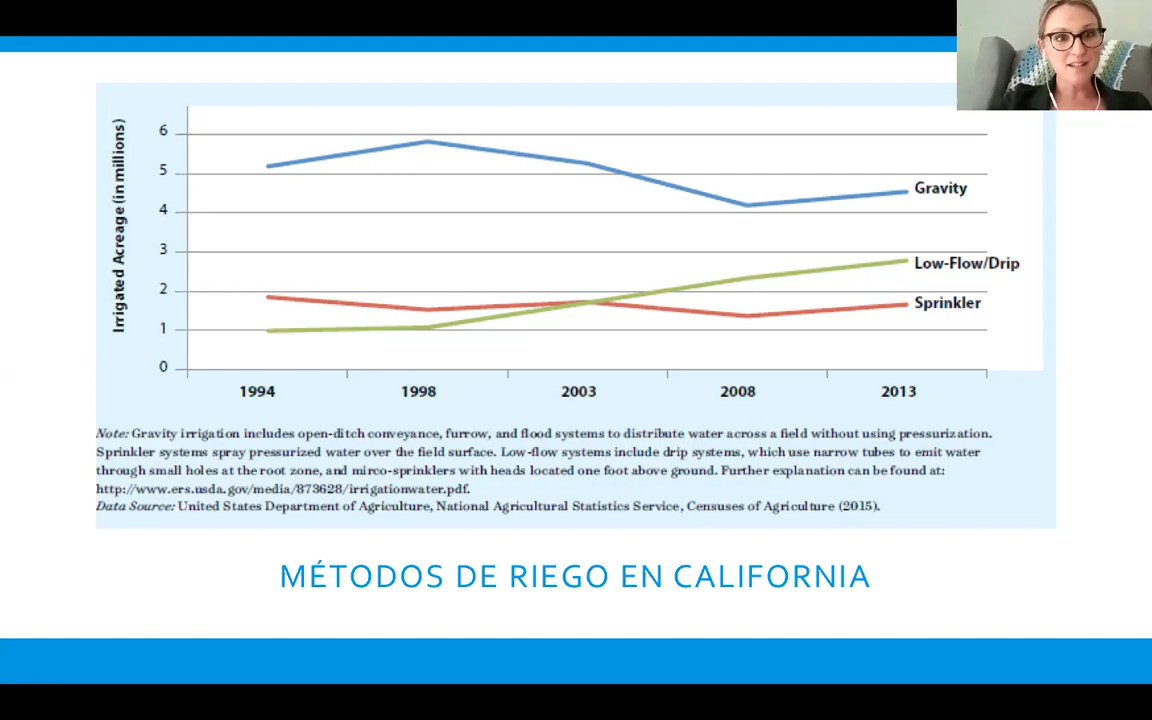 Irrigated Acreage (in millions)
6
5
4
3
2
1
0
Gravity
Low-Flow/Drip
Sprinkler
1994 1998 2003 2008 2013
Note: Gravity irrigation includes open-ditch conveyance, furrow, and flood systems to distribute water across a field without using pressurization.
Sprinkler systems spray pressurized water over the field surface. Low-flow systems include drip systems, which use narrow tubes to emit water
through small holes at the root zone, and mirco-sprinklers with heads located one foot above ground. Further explanation can be found at:
http://www.ers.usda.gov/media/873628/irrigationwater.pdf.
Data Source: United States Department of Agriculture, National Agricultural Statistics Service, Censuses of Agriculture (2015).
MÉTODOS DE RIEGO EN CALIFORNIA